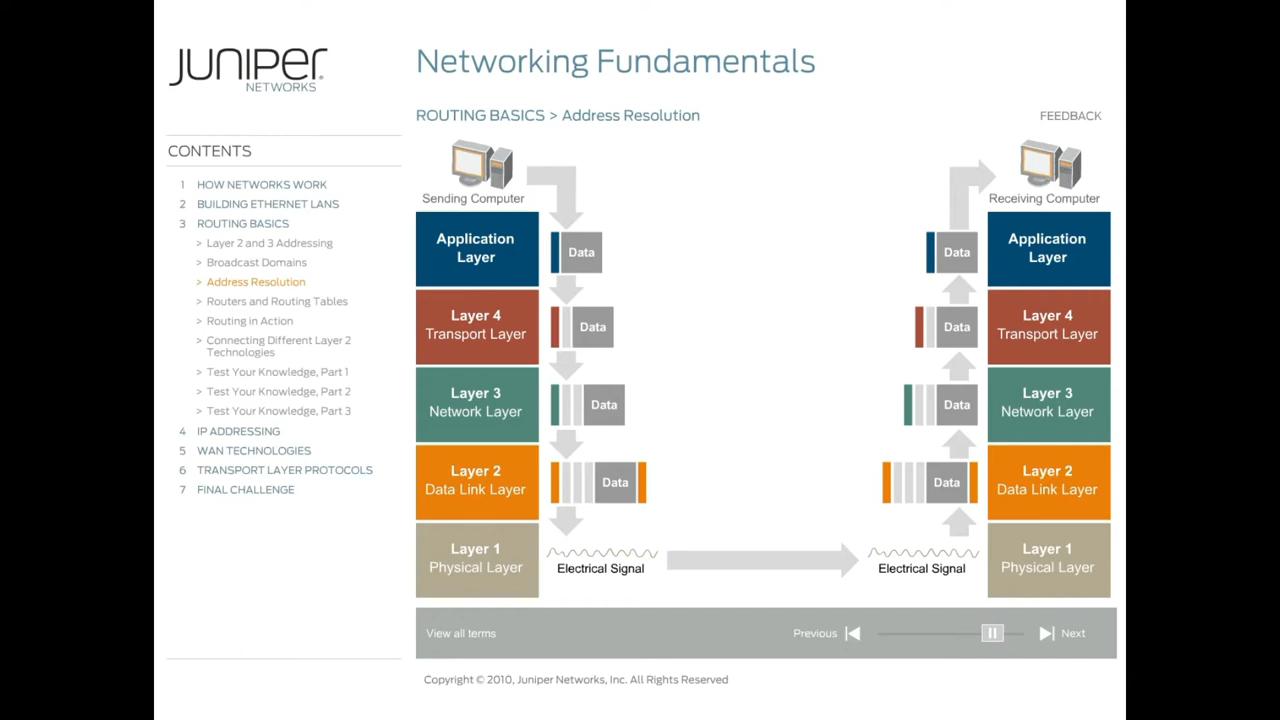 JUNIPER
NETWORKS
Networking Fundamentals
ROUTING BASICS > Address Resolution
FEEDBACK
CONTENTS
1 HOW NETWORKS WORK
2 BUILDING ETHERNET LANS
3 ROUTING BASICS
> Layer 2 and 3 Addressing
> Broadcast Domains
> Address Resolution
> Routers and Routing Tables
> Routing in Action
> Connecting Different Layer 2
Technologies
> Test Your Knowledge, Part 1
> Test Your Knowledge, Part 2
> Test Your Knowledge, Part 3
4 IP ADDRESSING
5 WAN TECHNOLOGIES
6 TRANSPORT LAYER PROTOCOLS
7 FINAL CHALLENGE
Sending Computer
Application
Layer
Data
Layer 4
Transport Layer
Data
Layer 3
Network Layer
Data
Layer 2
Data Link Layer
Data
Layer 1
Physical Layer
Electrical Signal
Receiving Computer
Data
Application
Layer
Data
Layer 4
Transport Layer
Data
Layer 3
Network Layer
Data
Layer 2
Data Link Layer
Electrical Signal
Layer 1
Physical Layer
View all terms
Previous
Next
Copyright © 2010, Juniper Networks, Inc. All Rights Reserved